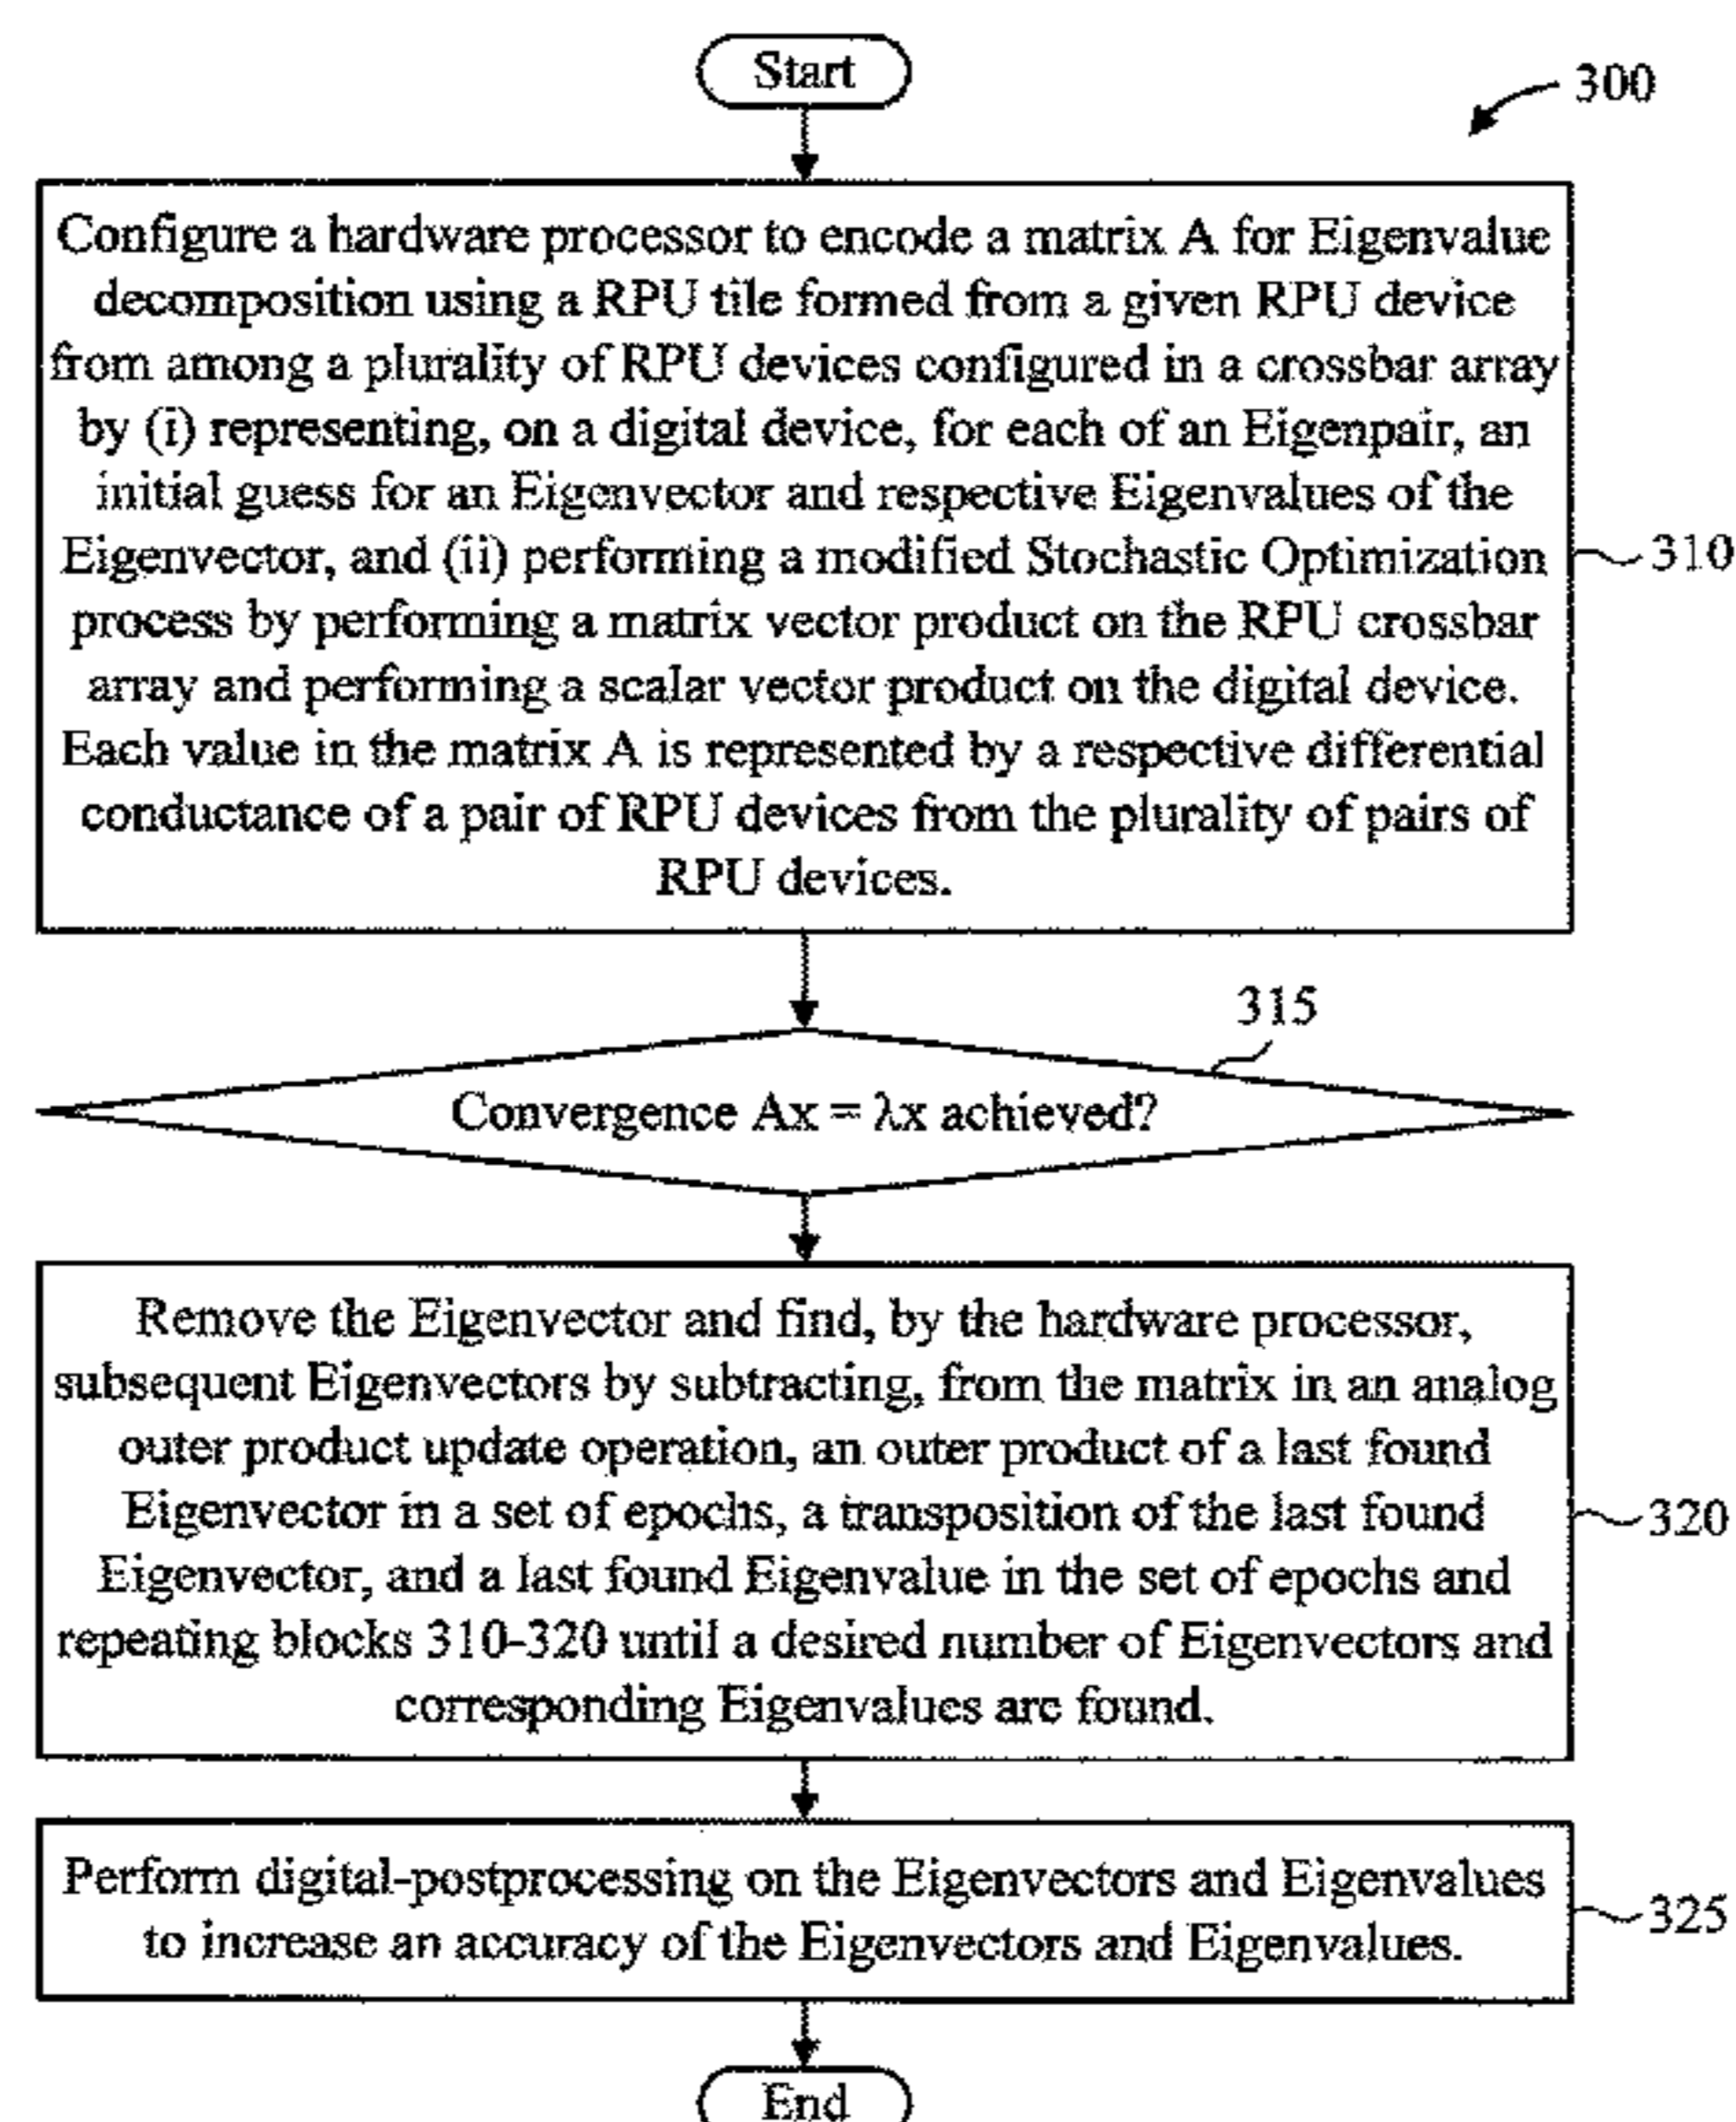 Start
300
Configure a hardware processor to encode a matrix A for Eigenvalue
decomposition using a RPU tile formed from a given RPU device
from among a plurality of RPU devices configured in a crossbar array
by (i) representing, on a digital device, for each of an Eigenpair, an
initial guess for an Eigenvector and respective Eigenvalues of the
Eigenvector, and (ii) performing a modified Stochastic Optimization
310
process by performing a matrix vector product on the RPU crossbar
array and performing a scalar vector product on the digital device.
Each value in the matrix A is represented by a respective differential
conductance of a pair of RPU devices from the plurality of pairs of
RPU devices.
315
Convergence Ax = λx achieved?
Remove the Eigenvector and find, by the hardware processor,
subsequent Eigenvectors by subtracting, from the matrix in an analog
outer product update operation, an outer product of a last found
Eigenvector in a set of epochs, a transposition of the last found
320
Eigenvector, and a last found Eigenvalue in the set of epochs and
repeating blocks 310-320 until a desired number of Eigenvectors and
corresponding Eigenvalues are found.
Perform digital-postprocessing on the Eigenvectors and Eigenvalues
325
to increase an accuracy of the Eigenvectors and Eigenvalues.
End